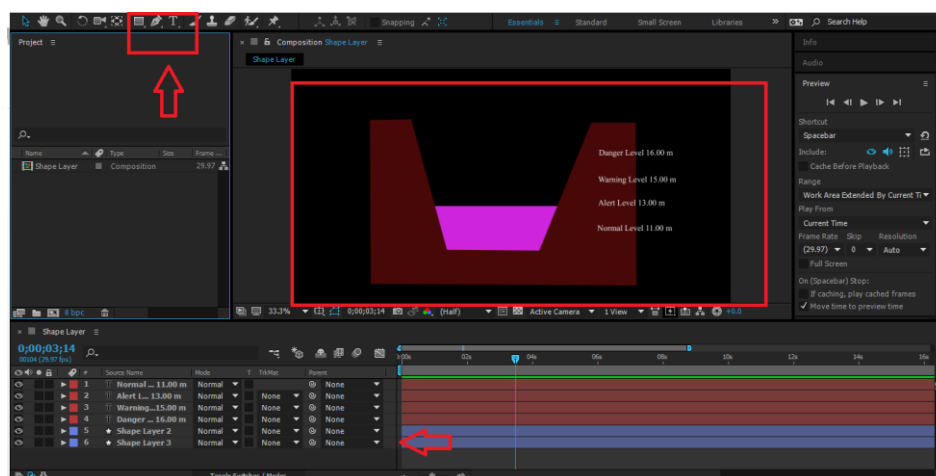 Snapping
Essentials
Standard
Small Screen
Libraries
Search Help
Project
Composition Shape Layer
Shape Layer
Info
Audio
Preview
Shortcut
Spacebar
Include:
Cache Before Playback
Range
Work Area Extended By Current Ti
Play From
Current Time
Frame Rate Skip Resolution
(29.97) 0 Auto
Full Screen
On (Spacebar) Stop:
If caching, play cached frames
Move time to preview time
Name Type Size Frame ...
Shape Layer Composition 29.97
Danger Level 16.00 m
Warning Level 15.00 m
Alert Level 13.00 m
Normal Level 11.00 m
8 bpc
33.3% 0;00;03;14 (Half) Active Camera 1 View +0.0
Shape Layer
0;00;03;14
00104 (29.97 fps)
02s 04s 06s 08s 10s 12s 14s 16s
# Source Name Mode T TrkMat Parent
1 T Normal ... 11.00 m Normal None
2 T Alert L... 13.00 m Normal None None
3 T Warning...15.00 m Normal None None
4 T Danger ... 16.00 m Normal None None
5 Shape Layer 2 Normal None None
6 Shape Layer 3 Normal None None
Toggle Switches / Modes